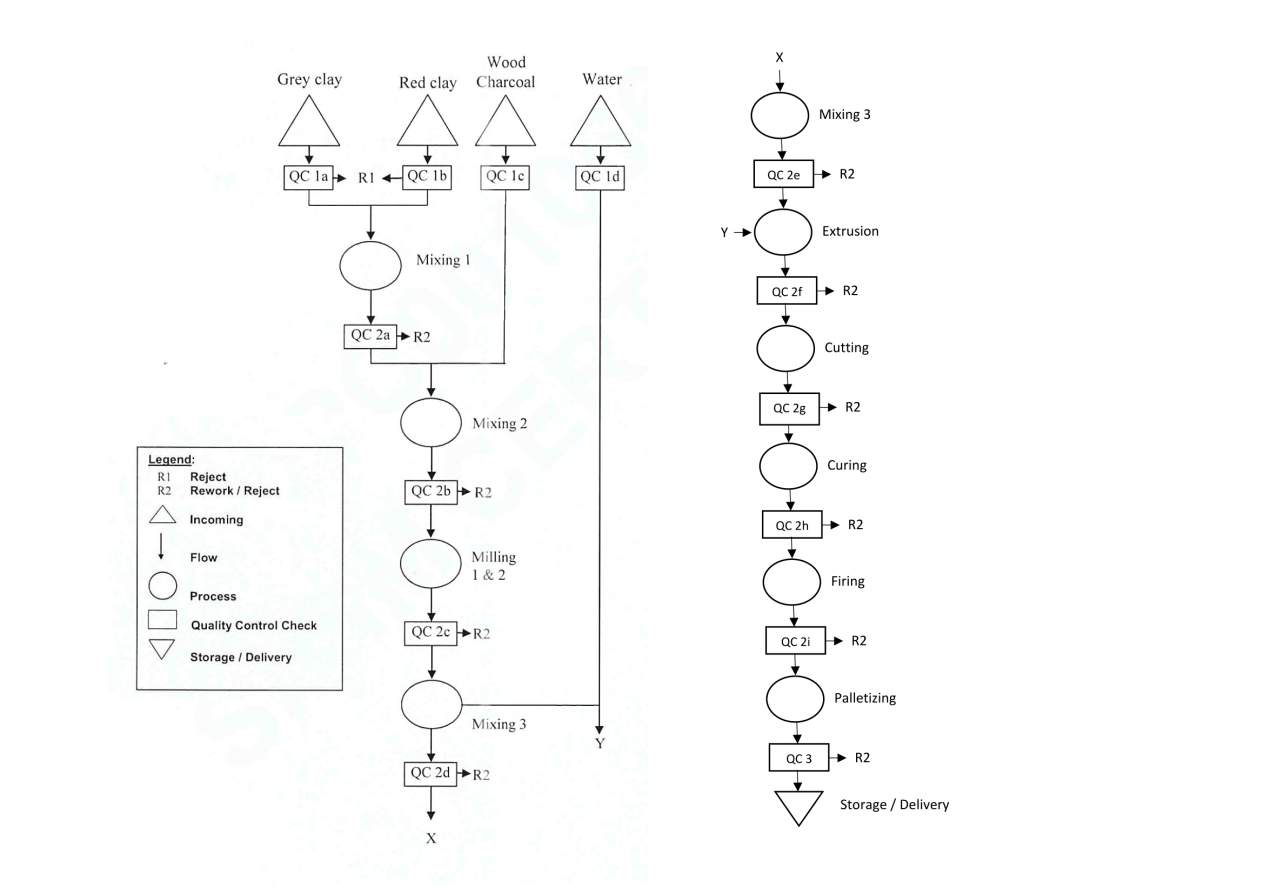 Grey clay
Red clay
Wood
Charcoal
Water
QC 1a
R1
QC 1b
QC 1c
QC 1d
Mixing 1
QC 2a
R2
Mixing 2
QC 2b
R2
Milling
1 & 2
QC 2c
R2
Mixing 3
QC 2d
R2
X
Y
Legend:
R1 Reject
R2 Rework / Reject
Incoming
Flow
Process
Quality Control Check
Storage / Delivery
X
Mixing 3
QC 2e
R2
Y
Extrusion
QC 2f
R2
Cutting
QC 2g
R2
Curing
QC 2h
R2
Firing
QC 2i
R2
Palletizing
QC 3
R2
Storage / Delivery